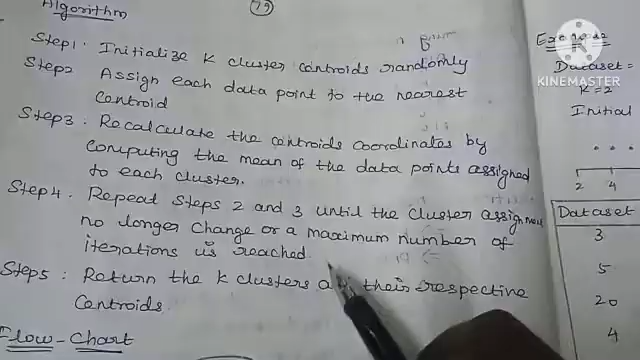 Algorithm
79
Step1: Initialize K cluster centroids randomly
Step2 Assign each data point to the nearest
centroid
Step3: Recalculate the centroids coordinates by
computing the mean of the data points assigned
to each cluster.
Step4: Repeat Steps 2 and 3 until the cluster
no longer change or a maximum number of
iterations is reached.
Step5: Return the K clusters their respective
Centroids.
Flow-Chart
Dataset =
K=2
Initial
2 4
Dataset
3
5
20
4
KINEMASTER